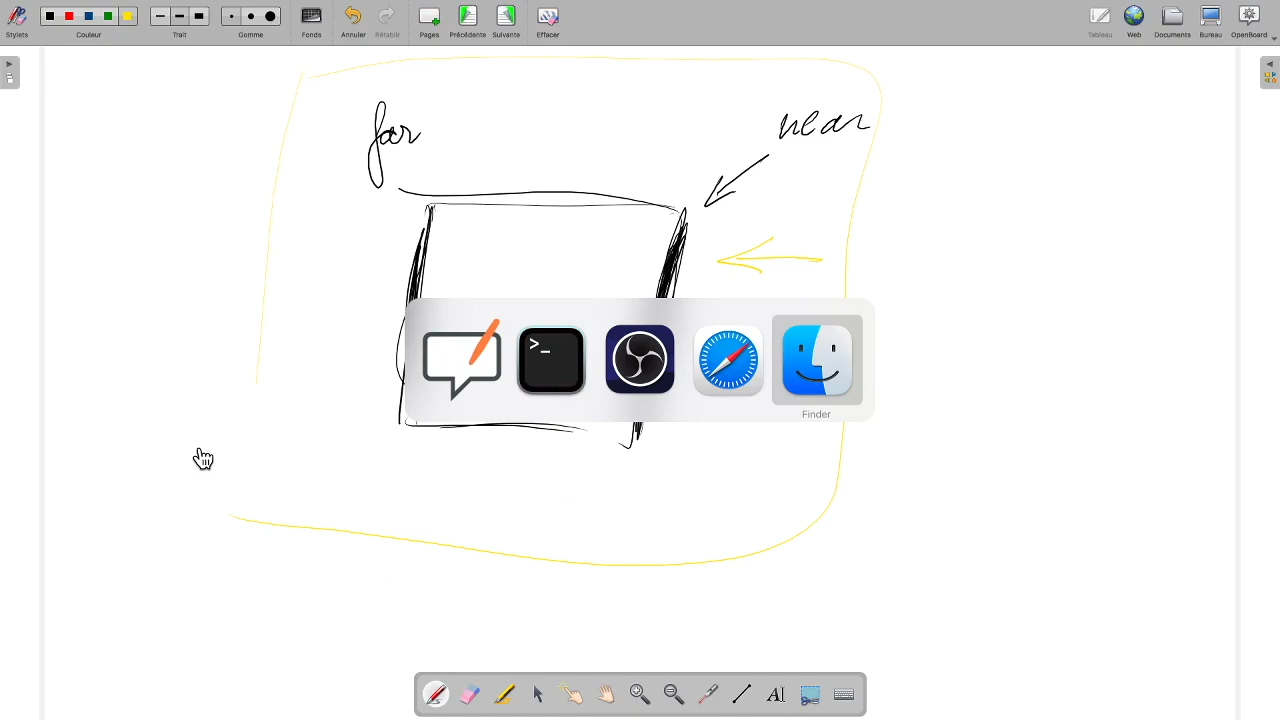 Stylets
Couleur
Trait
Gomme
Fonds
Annuler
Rétablir
Pages
Précédente
Suivante
Effacer
Tableau
Web
Documents
Bureau
OpenBoard
far
near
>_
Finder
AI